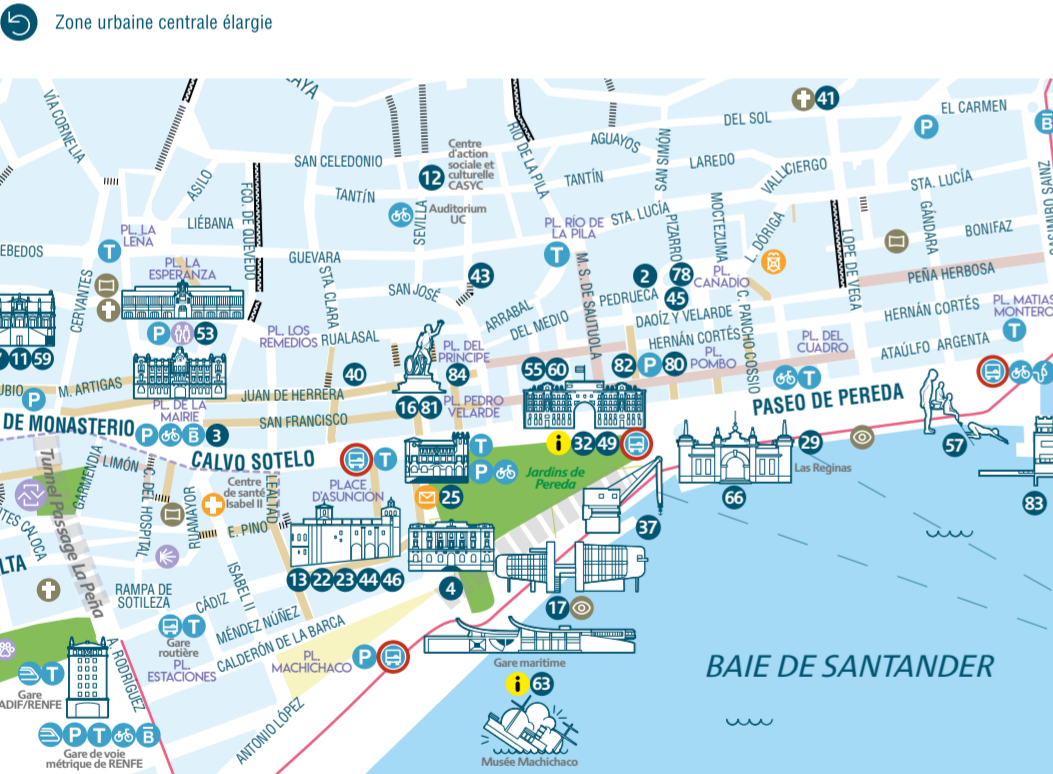 Zone urbaine centrale élargie
VÍA CORNELIA
DEL SOL
41
EL CARMEN
P
B
RÍO DE LA PILA
AGUAYOS
SAN SIMÓN
Centre
d'action
sociale et
culturelle
CASYC
SAN CELEDONIO
LAREDO
VALLICIERGO
12
ASILO
TANTÍN
TANTÍN
STA. LUCÍA
FCO. DE QUEVEDO
SEVILLA
Auditorium
UC
STA. LUCÍA
MOCTEZUMA
GÁNDARA
LIÉBANA
PL. RÍO DE
LA PILA
PIZARRO
L. DÓRIGA
LOPE DE VEGA
BONIFAZ
PL. LA
LEÑA
T
T
GUEVARA
PL. LA
ESPERANZA
CERVANTES
STA. CLARA
43
M. S. DE SAUTUOLA
2
78
PL.
CANADÍO
PEÑA HERBOSA
SAN JOSÉ
PEDRUECA
45
C. PANCHO COSSIO
HERNÁN CORTÉS
PL. MATIAS
MONTERO
ARRABAL
DEL MEDIO
DAOÍZ Y VELARDE
T
P
53
PL. LOS
REMEDIOS
RUALASAL
HERNÁN CORTÉS
PL. DEL
CUADRO
ATAÚLFO ARGENTA
11
59
PL. DEL
PRÍNCIPE
PL.
POMBO
40
84
55
60
82
P
80
T
M. ARTIGAS
JUAN DE HERRERA
P
PL. DE LA
MAIRIE
16
81
PL. PEDRO
VELARDE
PASEO DE PEREDA
DE MONASTERIO
P
B
3
SAN FRANCISCO
i
32
49
29
57
CALVO SOTELO
T
T
P
Jardins de
Pereda
Las Reginas
Tunnel Passage La Peña
GARMENDIA
LIMÓN
C. DEL HOSPITAL
RUAMAYOR
Centre
de santé
Isabel II
LEALTAD
PLACE
D'ASUNCIÓN
25
66
83
E. PINO
37
13
22
23
44
46
4
ISABEL II
17
RAMPA DE
SOTILEZA
CÁDIZ
MÉNDEZ NÚÑEZ
CALDERÓN DE LA BARCA
T
Gare
routière
PL.
ESTACIONES
PL.
MACHICHACO
P
Gare maritime
i
63
BAIE DE SANTANDER
A. RODRÍGUEZ
T
Gare
ADIF/RENFE
ANTONIO LÓPEZ
P
T
B
Gare de voie
métrique de RENFE
Musée Machichaco